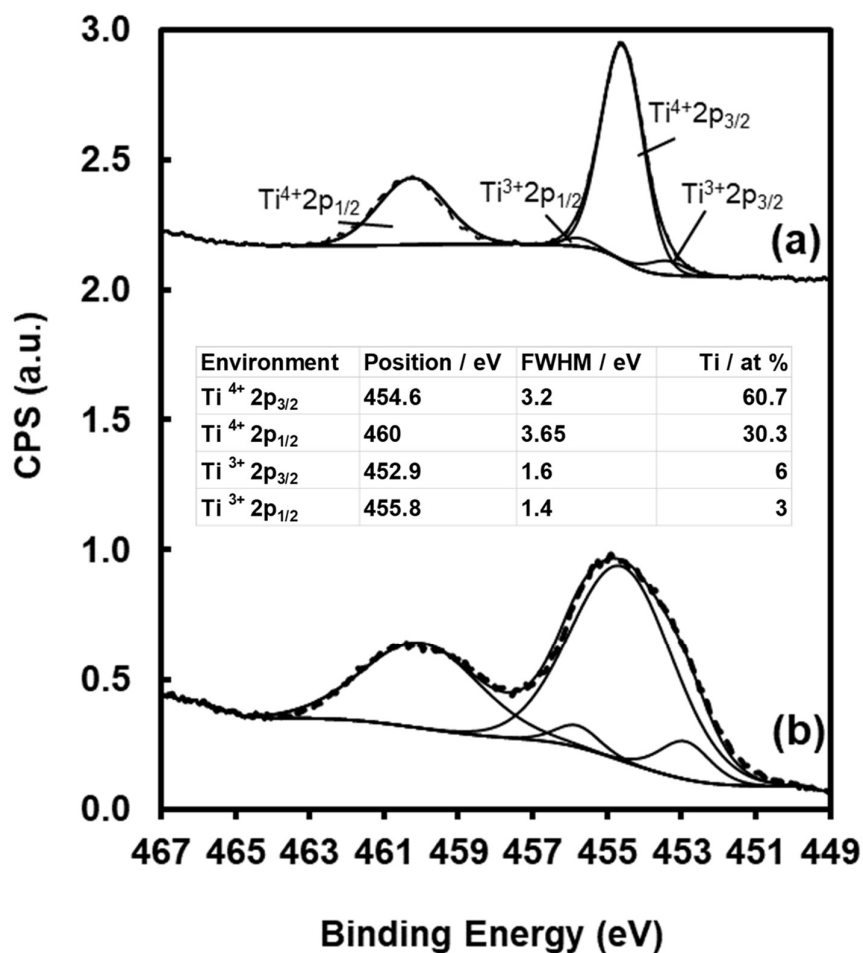 3.0
2.5
2.0
1.5
1.0
0.5
0.0
CPS (a.u.)
Ti4+2p1/2
Ti3+2p1/2
Ti4+2p3/2
Ti3+2p3/2
(a)
Environment Position / eV FWHM / eV Ti / at %
Ti 4+ 2p3/2 454.6 3.2 60.7
Ti 4+ 2p1/2 460 3.65 30.3
Ti 3+ 2p3/2 452.9 1.6 6
Ti 3+ 2p1/2 455.8 1.4 3
(b)
467 465 463 461 459 457 455 453 451 449
Binding Energy (eV)